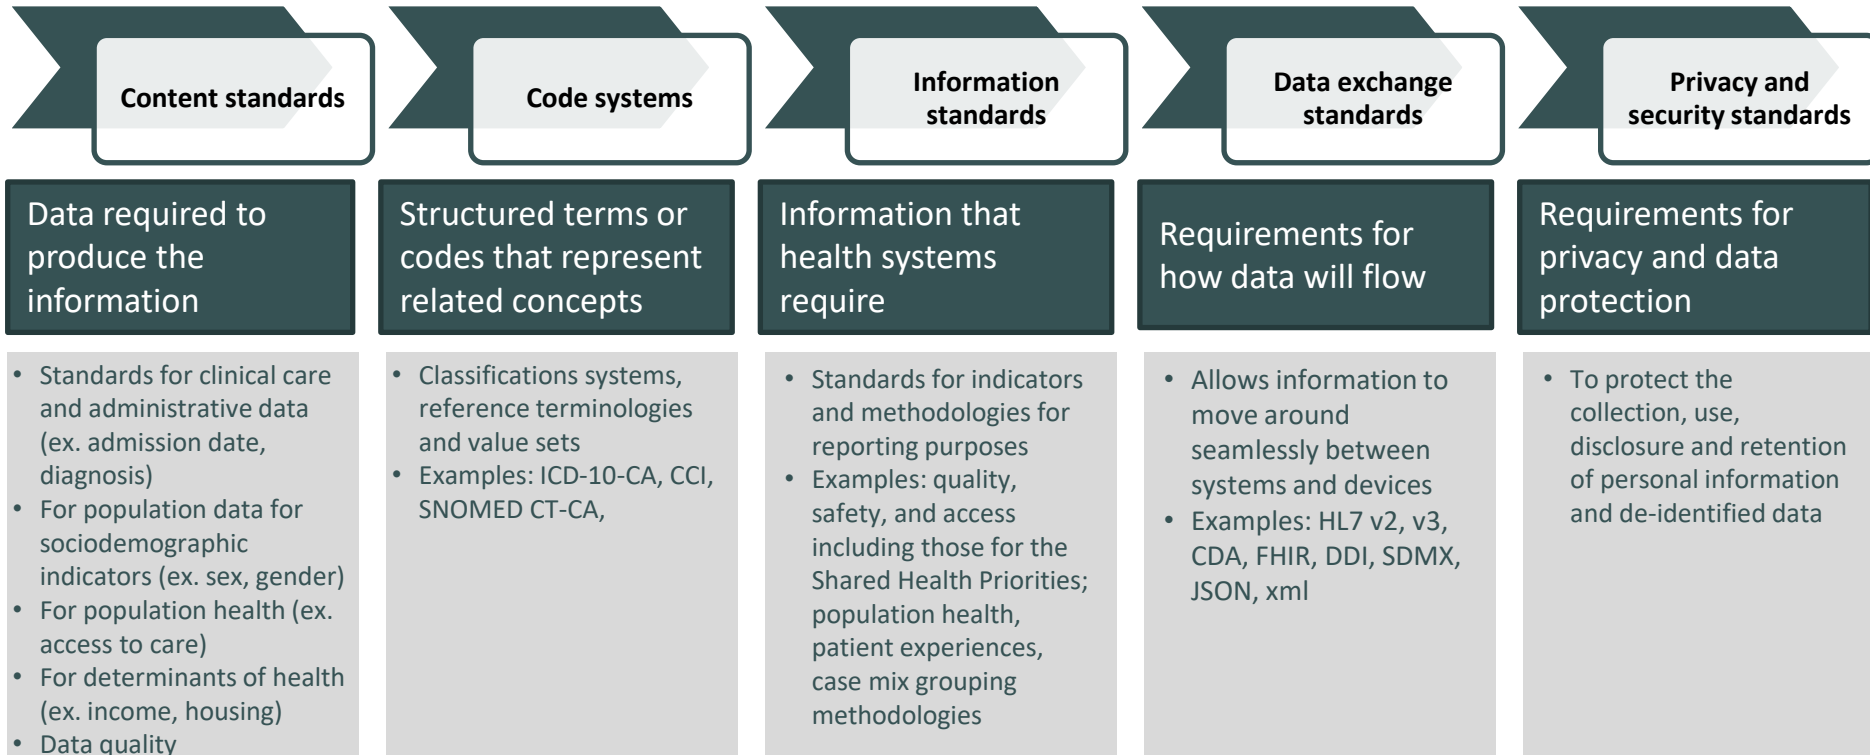 Content standards
Data required to
produce the
information
• Standards for clinical care
and administrative data
(ex. admission date,
diagnosis)
• For population data for
sociodemographic
indicators (ex. sex, gender)
• For population health (ex.
access to care)
• For determinants of health
(ex. income, housing)
• Data quality
Code systems
Structured terms or
codes that represent
related concepts
• Classifications systems,
reference terminologies
and value sets
• Examples: ICD-10-CA, CCI,
SNOMED CT-CA,
Information
standards
Information that
health systems
require
• Standards for indicators
and methodologies for
reporting purposes
• Examples: quality,
safety, and access
including those for the
Shared Health Priorities;
population health,
patient experiences,
case mix grouping
methodologies
Data exchange
standards
Requirements for
how data will flow
• Allows information to
move around
seamlessly between
systems and devices
• Examples: HL7 v2, v3,
CDA, FHIR, DDI, SDMX,
JSON, xml
Privacy and
security standards
Requirements for
privacy and data
protection
• To protect the
collection, use,
disclosure and retention
of personal information
and de-identified data